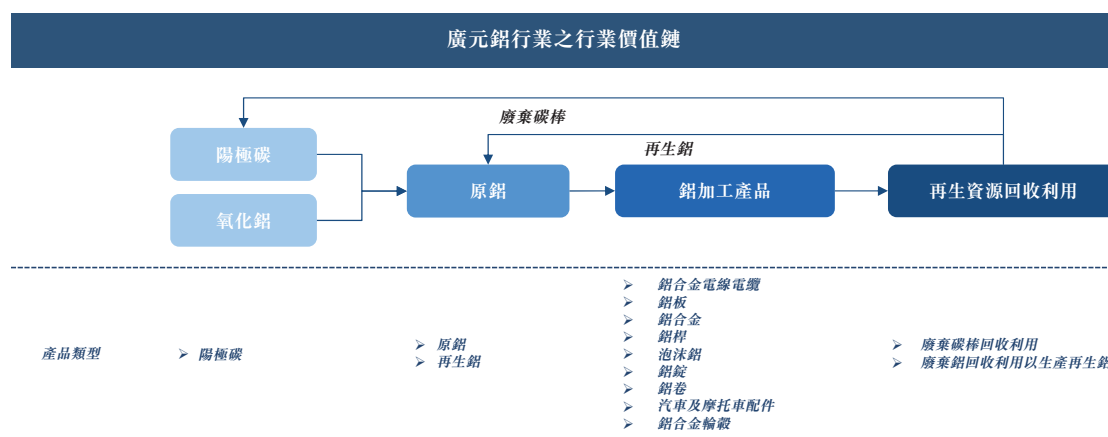 廣元鋁行業之行業價值鏈
廢棄碳棒
再生鋁
陽極碳
氧化鋁
原鋁
鋁加工產品
再生資源回收利用
產品類型
陽極碳
原鋁
再生鋁
鋁合金電線電纜
鋁板
鋁合金
鋁桿
泡沫鋁
鋁錠
鋁卷
汽車及摩托車配件
鋁合金輪轂
廢棄碳棒回收利用
廢棄鋁回收利用以生產再生鋁